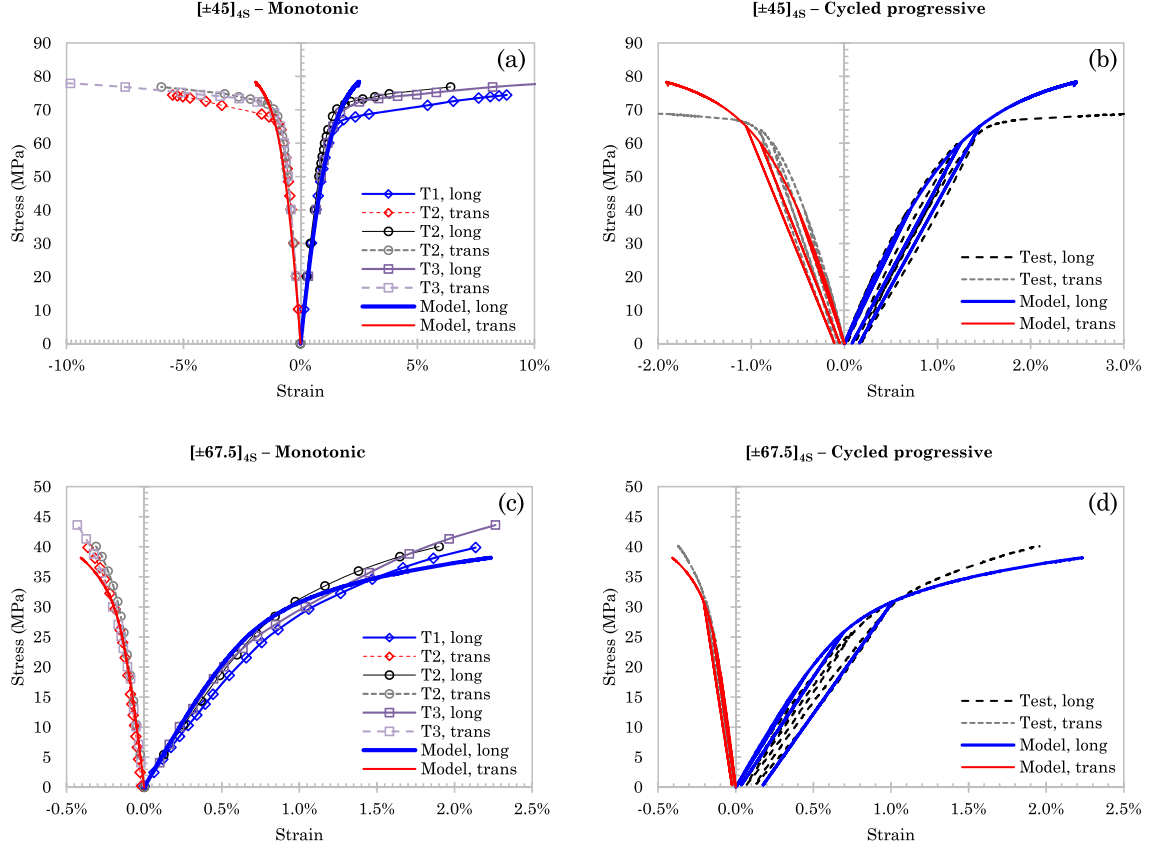 [±45]4S – Monotonic
(a)
90
80
70
60
50
40
30
20
10
0
Stress (MPa)
-10%
-5%
0%
5%
10%
Strain
T1, long
T2, trans
T2, long
T2, trans
T3, long
T3, trans
Model, long
Model, trans
[±45]4S – Cycled progressive
(b)
90
80
70
60
50
40
30
20
10
0
Stress (MPa)
-2.0%
-1.0%
0.0%
1.0%
2.0%
3.0%
Strain
Test, long
Test, trans
Model, long
Model, trans
[±67.5]4S – Monotonic
(c)
50
45
40
35
30
25
20
15
10
5
0
Stress (MPa)
-0.5%
0.0%
0.5%
1.0%
1.5%
2.0%
2.5%
Strain
T1, long
T2, trans
T2, long
T2, trans
T3, long
T3, trans
Model, long
Model, trans
[±67.5]4S – Cycled progressive
(d)
50
45
40
35
30
25
20
15
10
5
0
Stress (MPa)
-0.5%
0.0%
0.5%
1.0%
1.5%
2.0%
2.5%
Strain
Test, long
Test, trans
Model, long
Model, trans